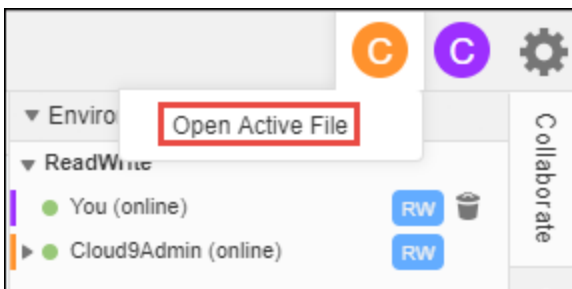 C C
Open Active File
Enviro
ReadWrite
You (online) RW
Cloud9Admin (online) RW
Collaborate